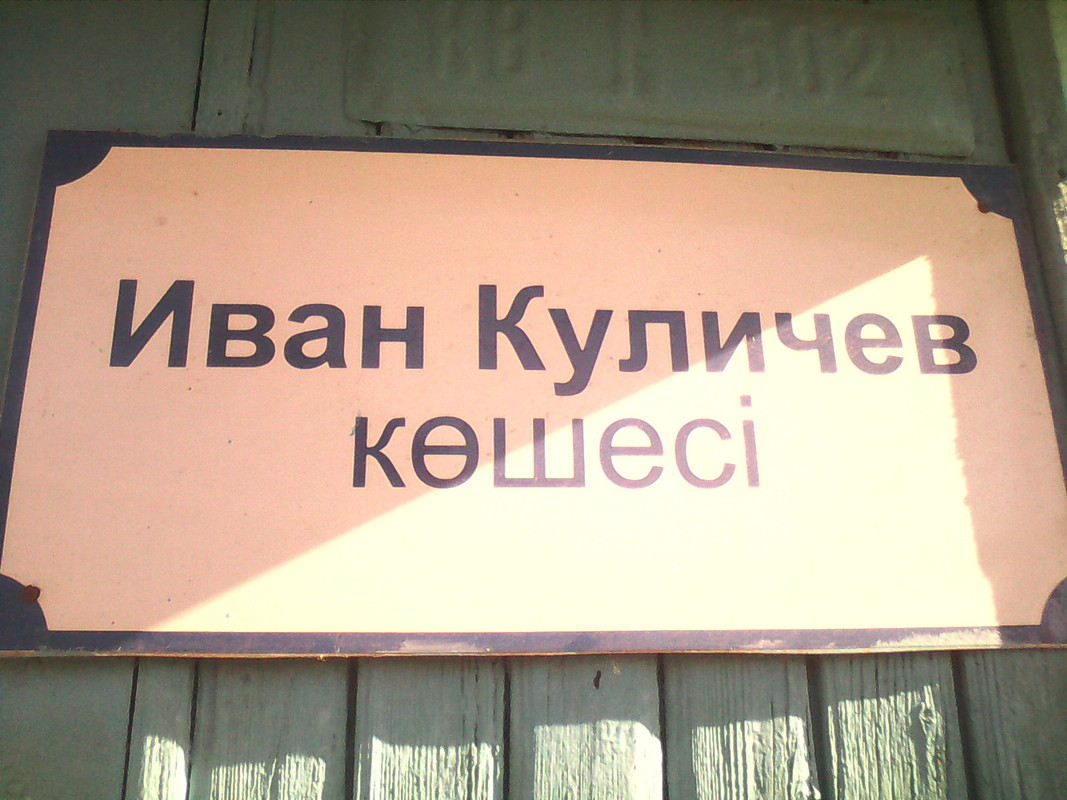 Иван Куличев
көшесі